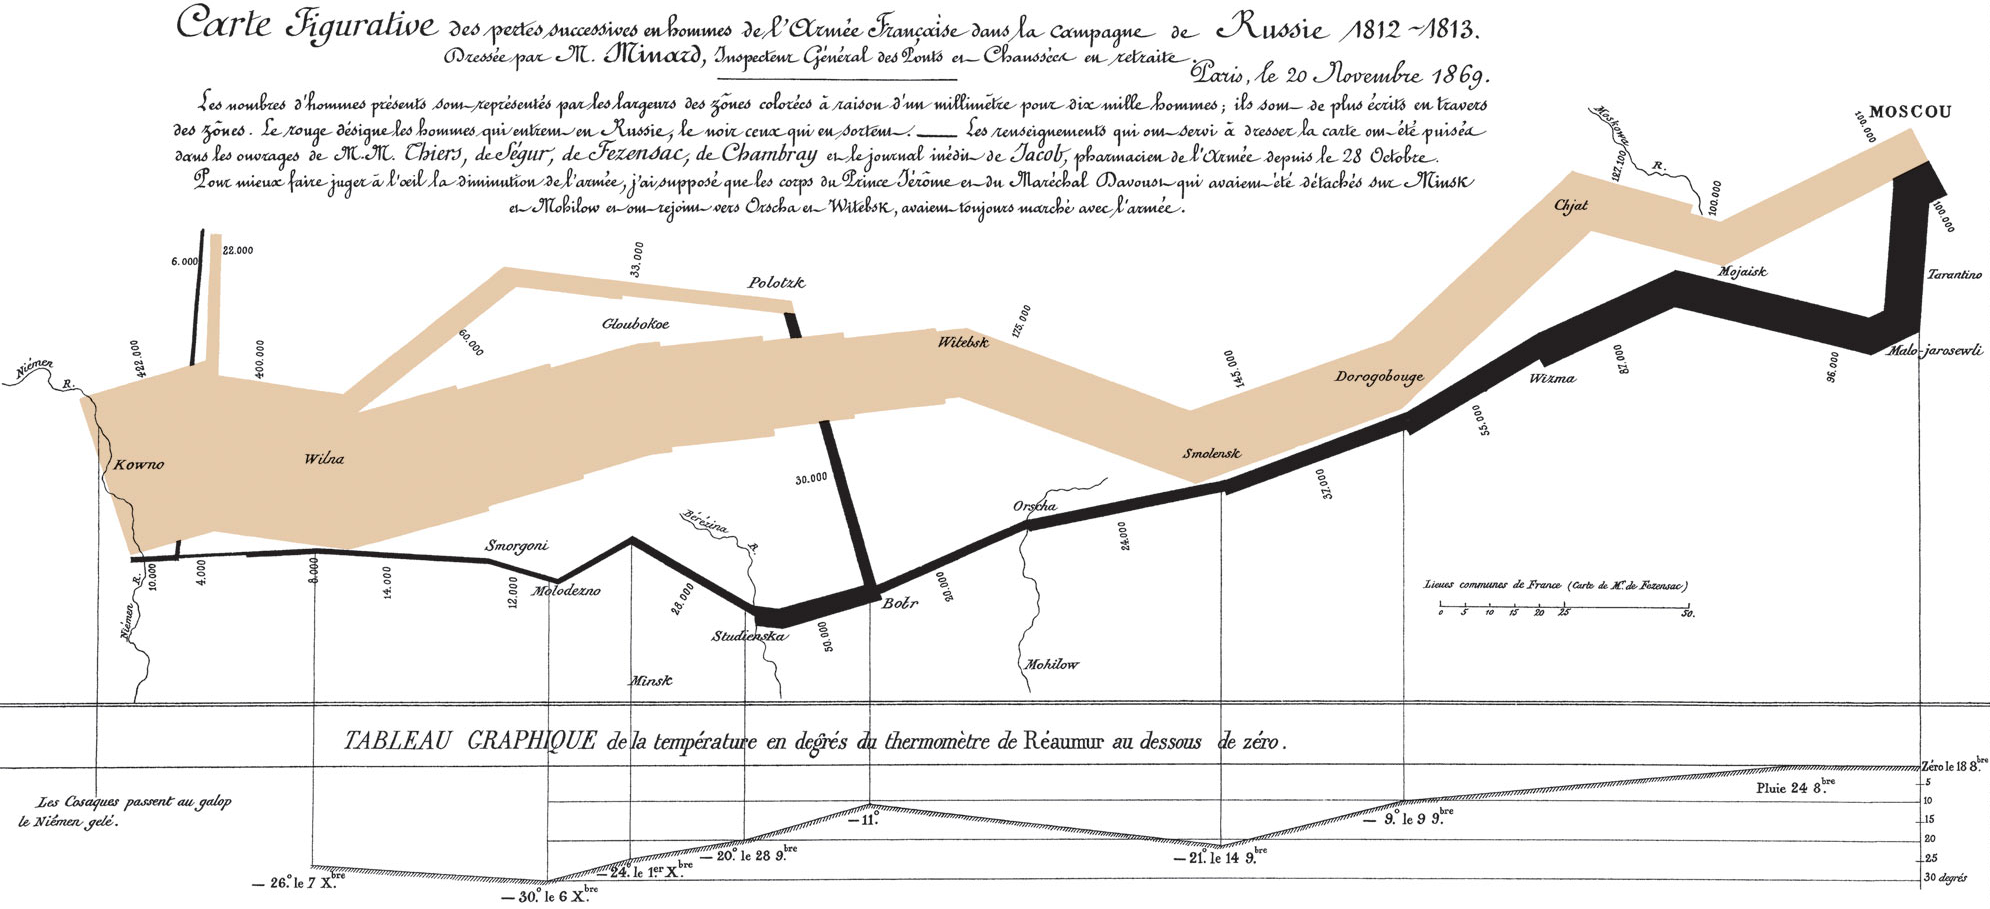 Carte Figurative des pertes successives en hommes de l'Armée Française dans la campagne de Russie 1812~1813.
Dressée par M. Minard, Inspecteur Général des Ponts et Chaussées en retraite.
Paris, le 20 Novembre 1869.
Les nombres d'hommes présents sont représentés par les largeurs des zônes colorées à raison d'un millimètre pour dix mille hommes; ils sont de plus écrits en travers
des zônes. Le rouge désigne les hommes qui entrent en Russie, le noir ceux qui en sortent. — Les renseignements qui ont servi à dresser la carte ont été puisés
dans les ouvrages de M.M. Thiers, de Ségur, de Fezensac, de Chambray et le journal inédit de Jacob, pharmacien de l'Armée depuis le 28 Octobre.
Pour mieux faire juger à l'œil la diminution de l'armée, j'ai supposé que les corps du Prince Jérôme et du Maréchal Davoust qui avaient été détachés sur Minsk
et Mohilow et ont rejoint vers Orscha et Witebsk, avaient toujours marché avec l'armée.
MOSCOU
100.000
Moskowa
R.
127.100
100.000
100.000
Chjat
Mojaisk
Tarantino
Malo-jarosewli
6.000
22.000
33.000
Polotzk
Gloubokoe
60.000
Niémen
R.
422.000
400.000
Witebsk
175.000
145.000
Dorogobouge
Wizma
87.000
96.000
55.000
Kowno
Wilna
Smolensk
37.000
30.000
Orscha
24.000
Bérézina
R.
Smorgoni
Molodezno
10.000
4.000
8.000
14.000
12.000
28.000
Studienska
50.000
Bobr
20.000
Niémen
R.
Minsk
Mohilow
Lieues communes de France (Carte de Mr. de Fezensac)
0 5 10 15 20 25 50.
TABLEAU GRAPHIQUE de la température en degrés du thermomètre de Réaumur au dessous de zéro.
Les Cosaques passent au galop
le Niémen gelé.
Zéro le 18 8.bre
Pluie 24 8.bre
5
10
15
20
25
30 degrés
— 9.° le 9 9.bre
— 21.° le 14 9.bre
— 11.°
— 20.° le 28 9.bre
— 24.° le 1.er X.bre
— 30.° le 6 X.bre
— 26.° le 7 X.bre